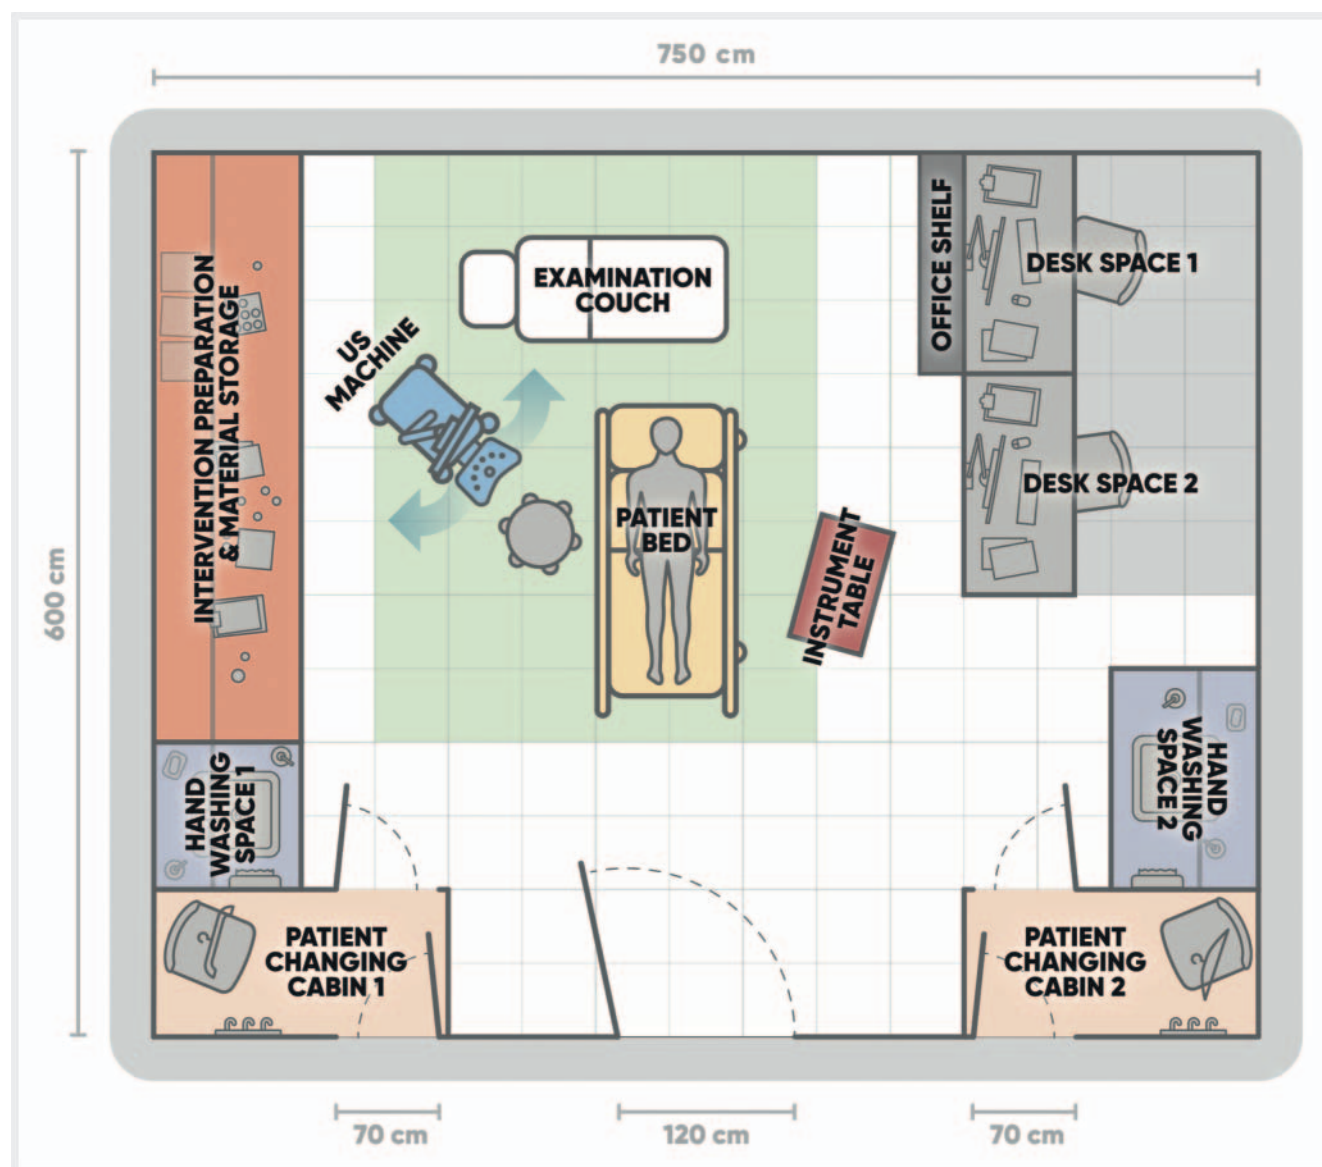 750 cm
600 cm
INTERVENTION PREPARATION
& MATERIAL STORAGE
US
MACHINE
EXAMINATION
COUCH
OFFICE SHELF
DESK SPACE 1
DESK SPACE 2
PATIENT
BED
INSTRUMENT
TABLE
HAND
WASHING
SPACE 1
HAND
WASHING
SPACE 2
PATIENT
CHANGING
CABIN 1
PATIENT
CHANGING
CABIN 2
70 cm
120 cm
70 cm